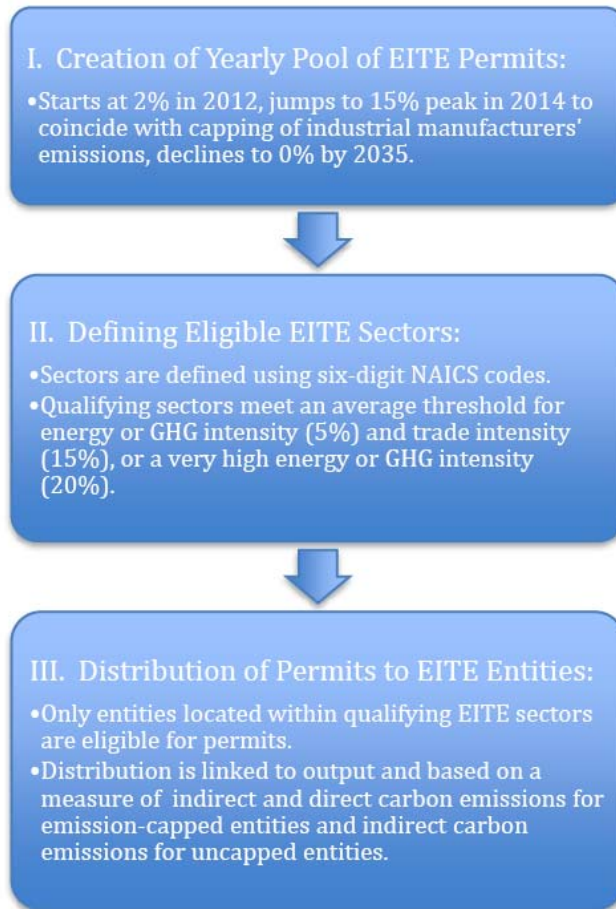 I. Creation of Yearly Pool of EITE Permits:
•Starts at 2% in 2012, jumps to 15% peak in 2014 to
coincide with capping of industrial manufacturers'
emissions, declines to 0% by 2035.
II. Defining Eligible EITE Sectors:
•Sectors are defined using six-digit NAICS codes.
•Qualifying sectors meet an average threshold for
energy or GHG intensity (5%) and trade intensity
(15%), or a very high energy or GHG intensity
(20%).
III. Distribution of Permits to EITE Entities:
•Only entities located within qualifying EITE sectors
are eligible for permits.
•Distribution is linked to output and based on a
measure of indirect and direct carbon emissions for
emission-capped entities and indirect carbon
emissions for uncapped entities.